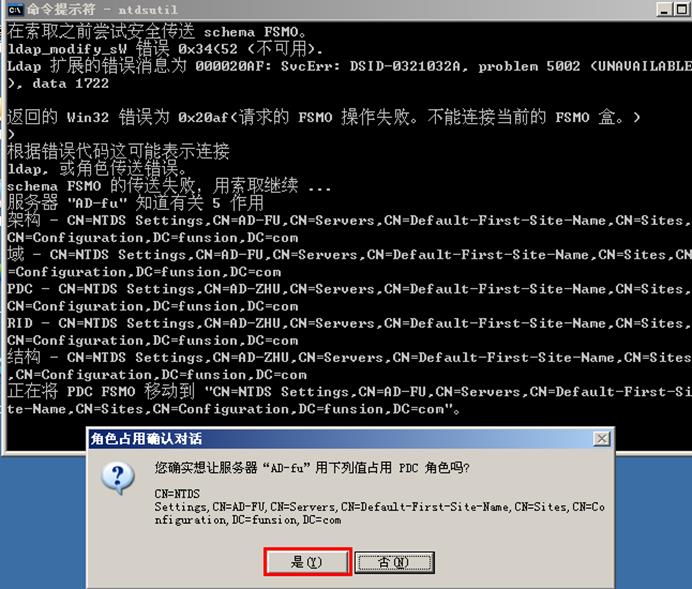 命令提示符 - ntdsutil
在索取之前尝试安全传送 schema FSMO。
ldap_modify_sW 错误 0x34(52 (不可用).
Ldap 扩展的错误消息为 000020AF: SvcErr: DSID-0321032A, problem 5002 (UNAVAILABLE
), data 1722
返回的 Win32 错误为 0x20af(请求的 FSMO 操作失败。不能连接当前的 FSMO 盒。)
)
根据错误代码这可能表示连接
ldap, 或角色传送错误。
schema FSMO 的传送失败, 用索取继续 ...
服务器 "AD-fu" 知道有关 5 作用
架构 - CN=NTDS Settings,CN=AD-FU,CN=Servers,CN=Default-First-Site-Name,CN=Sites,
CN=Configuration,DC=funsion,DC=com
域 - CN=NTDS Settings,CN=AD-FU,CN=Servers,CN=Default-First-Site-Name,CN=Sites,CN
=Configuration,DC=funsion,DC=com
PDC - CN=NTDS Settings,CN=AD-ZHU,CN=Servers,CN=Default-First-Site-Name,CN=Sites,
CN=Configuration,DC=funsion,DC=com
RID - CN=NTDS Settings,CN=AD-ZHU,CN=Servers,CN=Default-First-Site-Name,CN=Sites,
CN=Configuration,DC=funsion,DC=com
结构 - CN=NTDS Settings,CN=AD-ZHU,CN=Servers,CN=Default-First-Site-Name,CN=Sites
,CN=Configuration,DC=funsion,DC=com
正在将 PDC FSMO 移动到 "CN=NTDS Settings,CN=AD-FU,CN=Servers,CN=Default-First-Si
te-Name,CN=Sites,CN=Configuration,DC=funsion,DC=com"。
角色占用确认对话
您确实想让服务器“AD-fu”用下列值占用 PDC 角色吗?
CN=NTDS
Settings,CN=AD-FU,CN=Servers,CN=Default-First-Site-Name,CN=Sites,CN=Co
nfiguration,DC=funsion,DC=com
是(Y)
否(N)